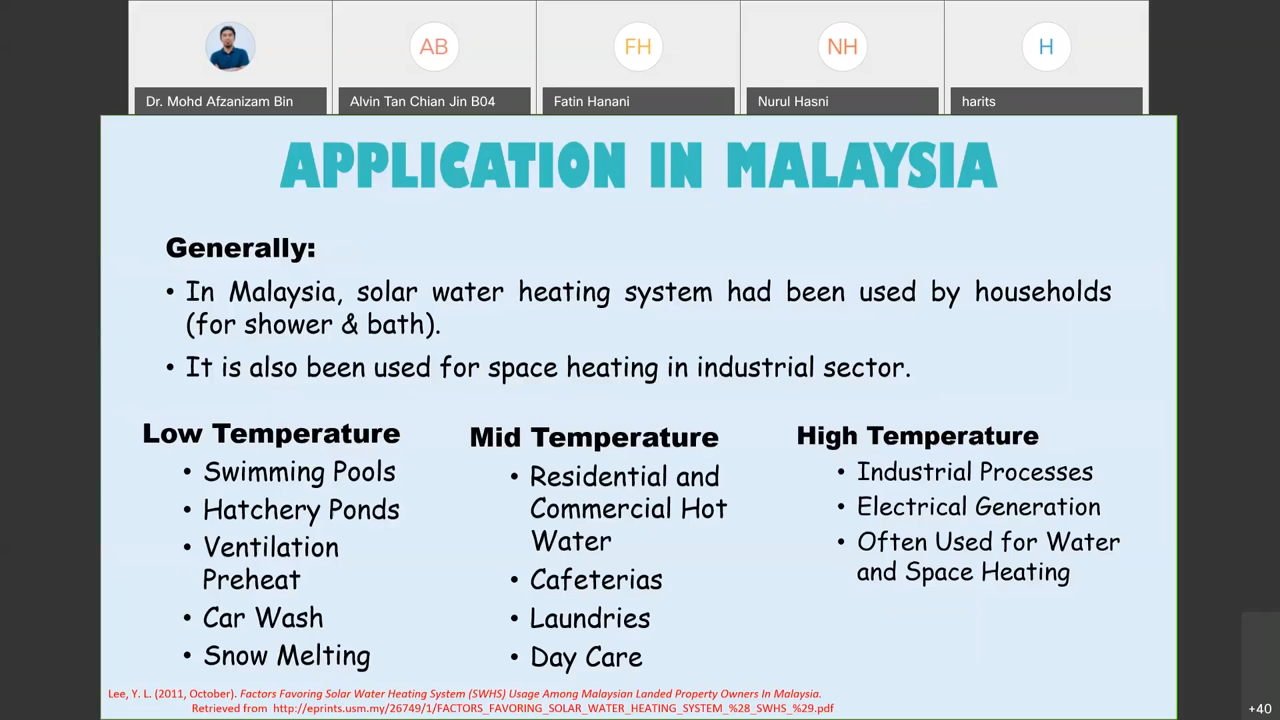 AB
FH
NH
H
Dr. Mohd Afzanizam Bin
Alvin Tan Chian Jin B04
Fatin Hanani
Nurul Hasni
harits
APPLICATION IN MALAYSIA
Generally:
• In Malaysia, solar water heating system had been used by households
(for shower & bath).
• It is also been used for space heating in industrial sector.
Low Temperature
• Swimming Pools
• Hatchery Ponds
• Ventilation
Preheat
• Car Wash
• Snow Melting
Mid Temperature
• Residential and
Commercial Hot
Water
• Cafeterias
• Laundries
• Day Care
High Temperature
• Industrial Processes
• Electrical Generation
• Often Used for Water
and Space Heating
Lee, Y. L. (2011, October). Factors Favoring Solar Water Heating System (SWHS) Usage Among Malaysian Landed Property Owners In Malaysia.
Retrieved from http://eprints.usm.my/26749/1/FACTORS_FAVORING_SOLAR_WATER_HEATING_SYSTEM_%28_SWHS_%29.pdf
+40